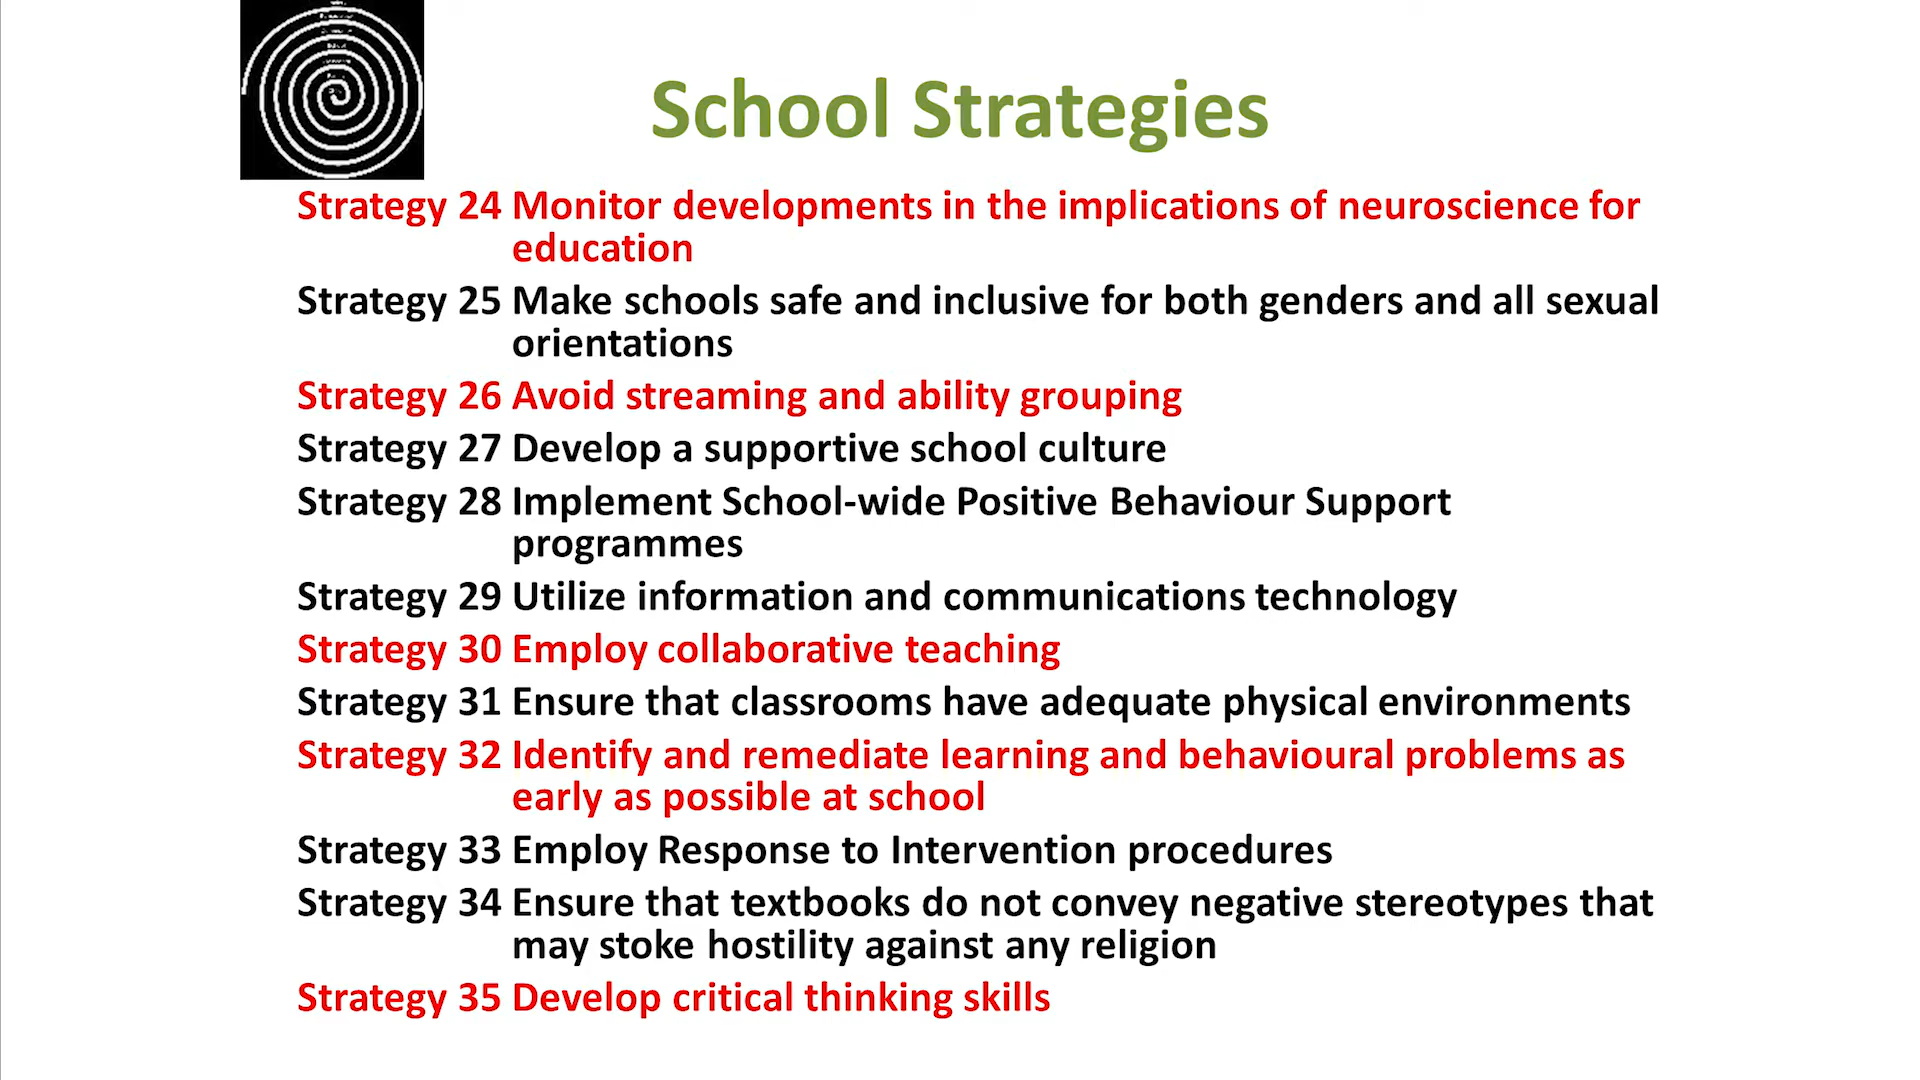 School Strategies
Strategy 24 Monitor developments in the implications of neuroscience for
education
Strategy 25 Make schools safe and inclusive for both genders and all sexual
orientations
Strategy 26 Avoid streaming and ability grouping
Strategy 27 Develop a supportive school culture
Strategy 28 Implement School-wide Positive Behaviour Support
programmes
Strategy 29 Utilize information and communications technology
Strategy 30 Employ collaborative teaching
Strategy 31 Ensure that classrooms have adequate physical environments
Strategy 32 Identify and remediate learning and behavioural problems as
early as possible at school
Strategy 33 Employ Response to Intervention procedures
Strategy 34 Ensure that textbooks do not convey negative stereotypes that
may stoke hostility against any religion
Strategy 35 Develop critical thinking skills